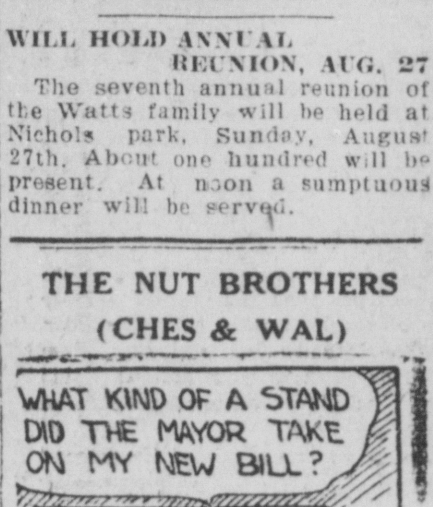 WILL HOLD ANNUAL
REUNION, AUG. 27
The seventh annual reunion of
the Watts family will be held at
Nichols park, Sunday, August
27th. About one hundred will be
present. At noon a sumptuous
dinner will be served.
THE NUT BROTHERS
(CHES & WAL)
WHAT KIND OF A STAND
DID THE MAYOR TAKE
ON MY NEW BILL?